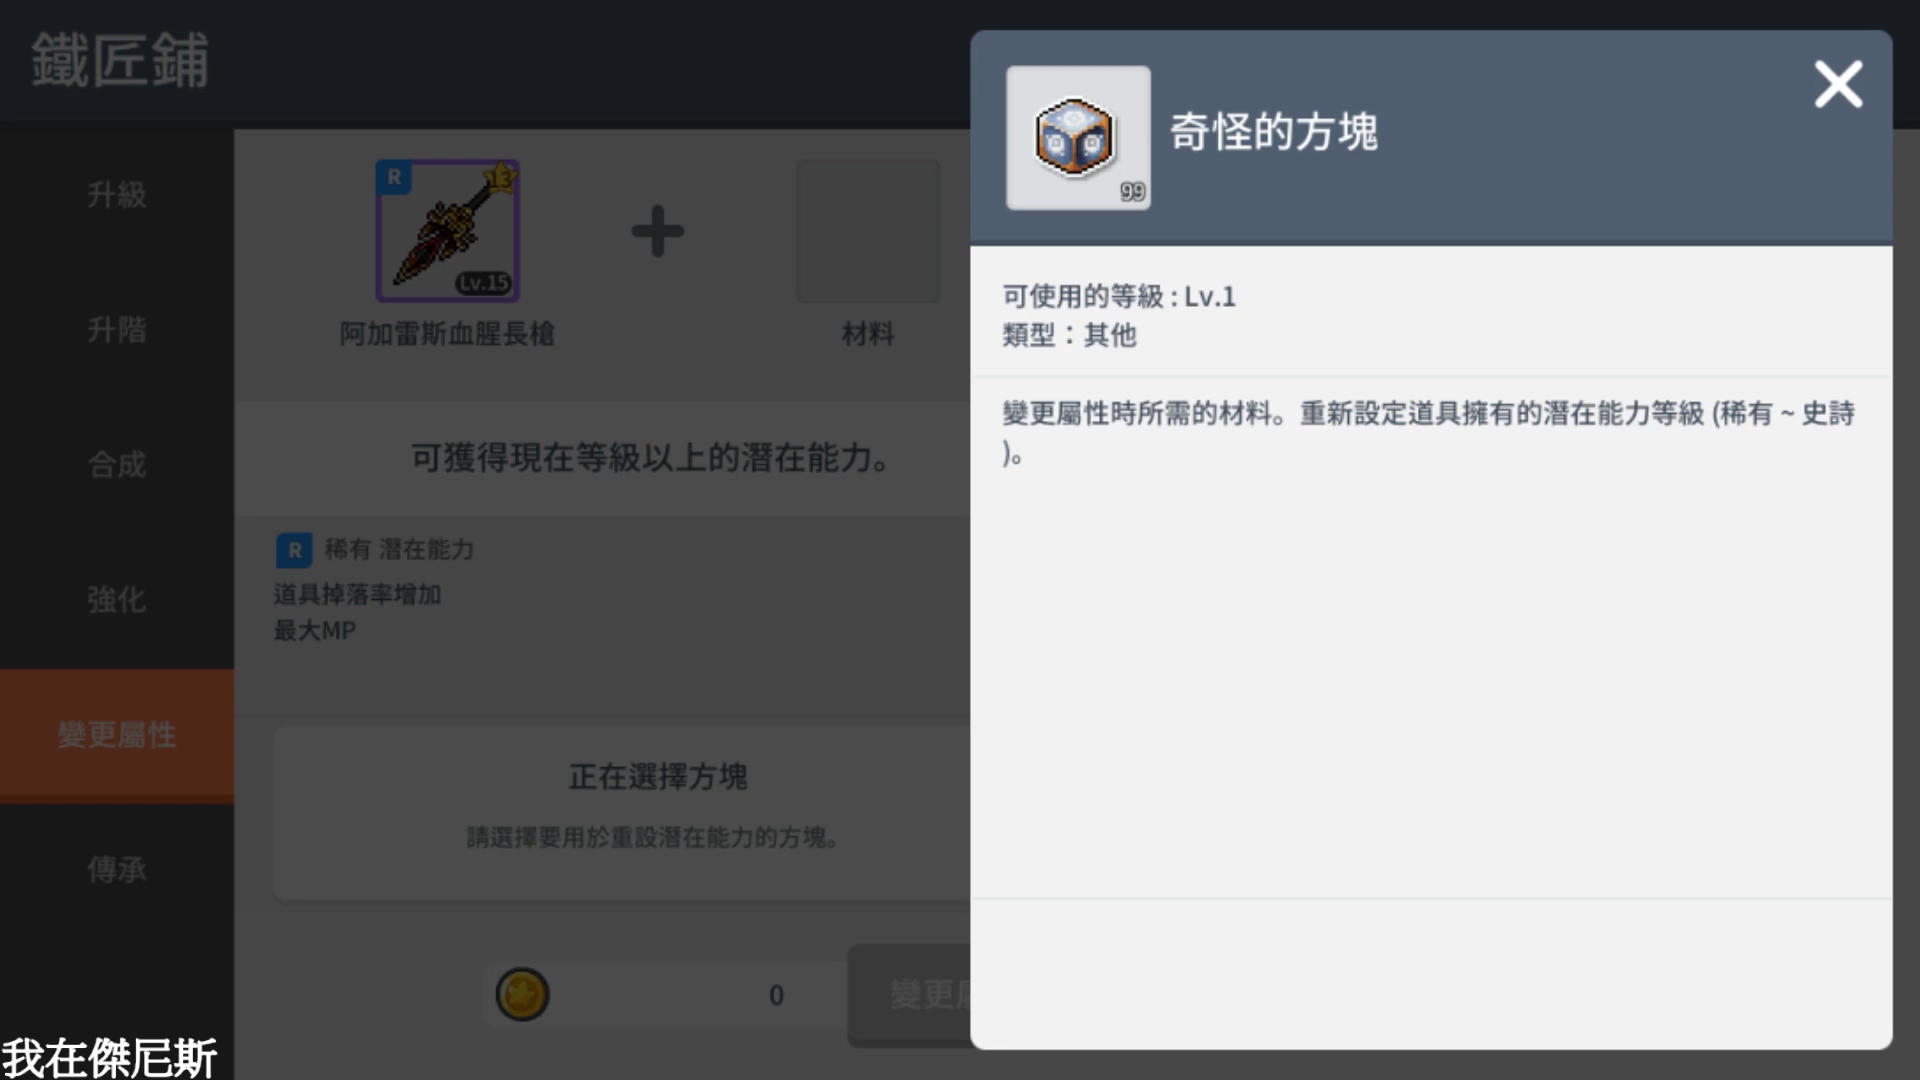 鐵匠鋪
升級
升階
合成
強化
變更屬性
傳承
R
13
Lv.15
阿加雷斯血腥長槍
材料
可獲得現在等級以上的潛在能力。
R 稀有 潛在能力
道具掉落率增加
最大MP
正在選擇方塊
請選擇要用於重設潛在能力的方塊。
0
變更
奇怪的方塊
99
可使用的等級 : Lv.1
類型：其他
變更屬性時所需的材料。重新設定道具擁有的潛在能力等級 (稀有 ~ 史詩
)。
我在傑尼斯